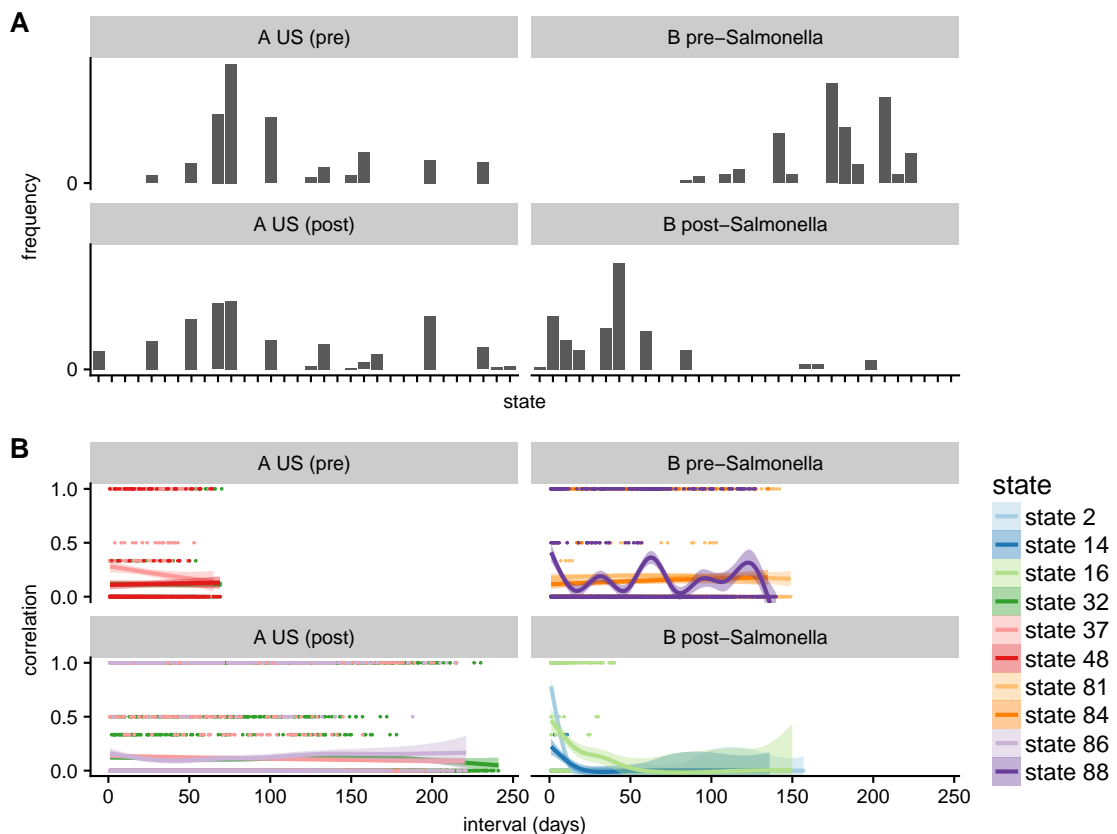 A
A US (pre)
B pre−Salmonella
0
A US (post)
B post−Salmonella
0
frequency
state
B
A US (pre)
B pre−Salmonella
1.0
0.5
0.0
A US (post)
B post−Salmonella
1.0
0.5
0.0
correlation
0 50 100 150 200 250 0 50 100 150 200 250
interval (days)
state
state 2
state 14
state 16
state 32
state 37
state 48
state 81
state 84
state 86
state 88